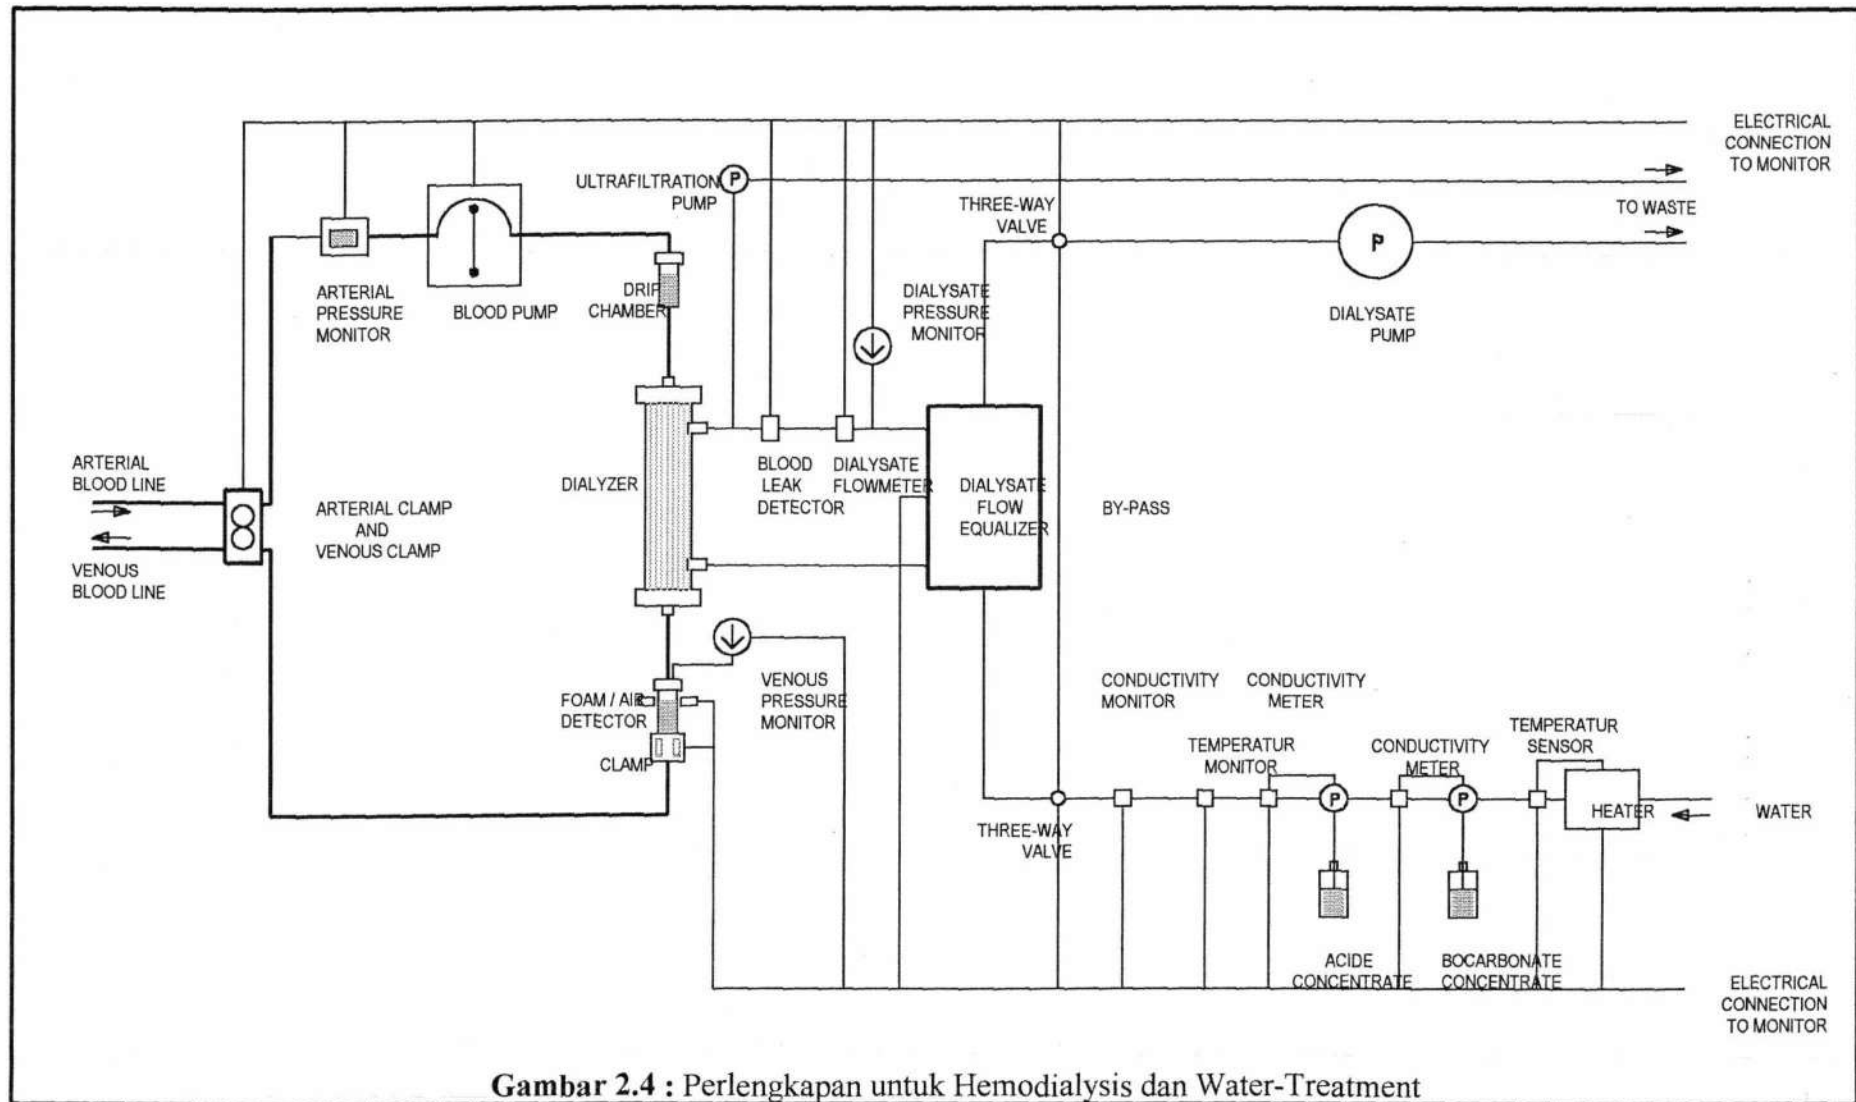 ELECTRICAL
CONNECTION
TO MONITOR
ULTRAFILTRATION
PUMP
P
THREE-WAY
VALVE
TO WASTE
P
ARTERIAL
PRESSURE
MONITOR
BLOOD PUMP
DRIP
CHAMBER
DIALYSATE
PRESSURE
MONITOR
DIALYSATE
PUMP
ARTERIAL
BLOOD LINE
VENOUS
BLOOD LINE
ARTERIAL CLAMP
AND
VENOUS CLAMP
DIALYZER
BLOOD
LEAK
DETECTOR
DIALYSATE
FLOWMETER
DIALYSATE
FLOW
EQUALIZER
BY-PASS
FOAM / AIR
DETECTOR
CLAMP
VENOUS
PRESSURE
MONITOR
CONDUCTIVITY
MONITOR
CONDUCTIVITY
METER
TEMPERATUR
MONITOR
CONDUCTIVITY
METER
TEMPERATUR
SENSOR
THREE-WAY
VALVE
P
P
HEATER
WATER
ACIDE
CONCENTRATE
BOCARBONATE
CONCENTRATE
ELECTRICAL
CONNECTION
TO MONITOR
Gambar 2.4 : Perlengkapan untuk Hemodialysis dan Water-Treatment